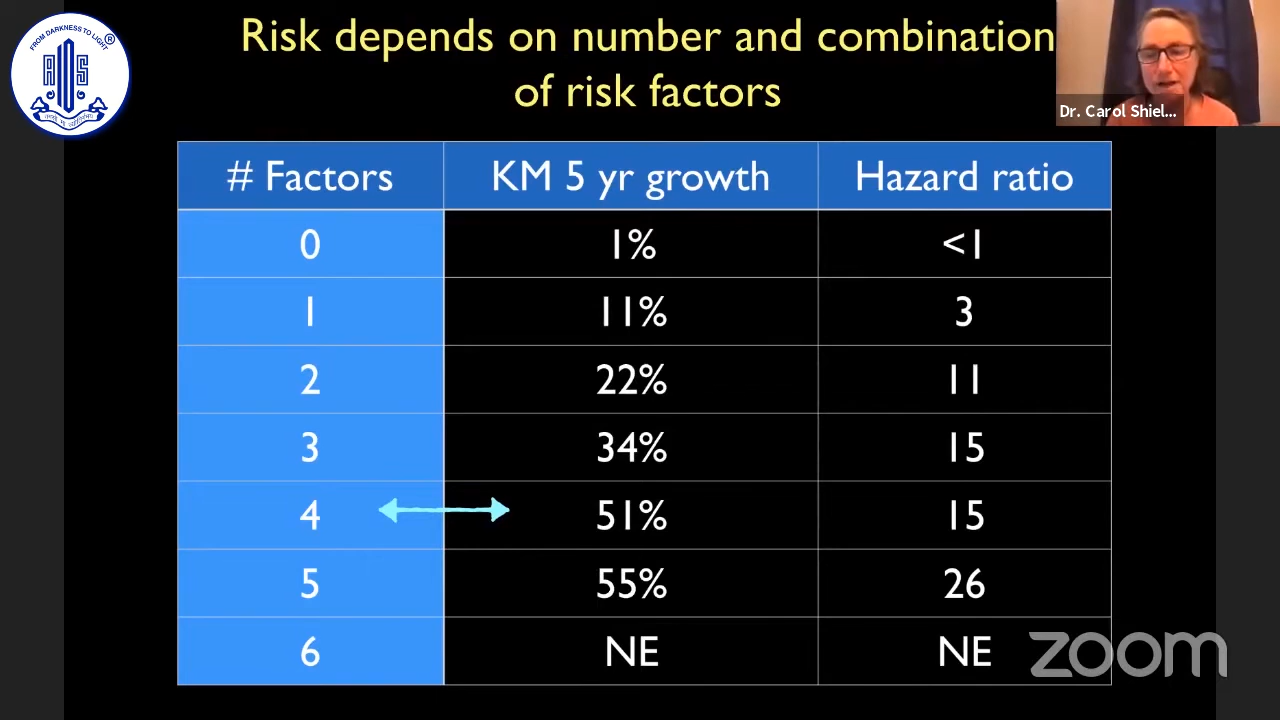 FROM DARKNESS TO LIGHT
®
AIOS
Risk depends on number and combination
of risk factors
Dr. Carol Shiel...
# Factors KM 5 yr growth Hazard ratio
0 1% <1
1 11% 3
2 22% 11
3 34% 15
4 51% 15
5 55% 26
6 NE NE
zoom